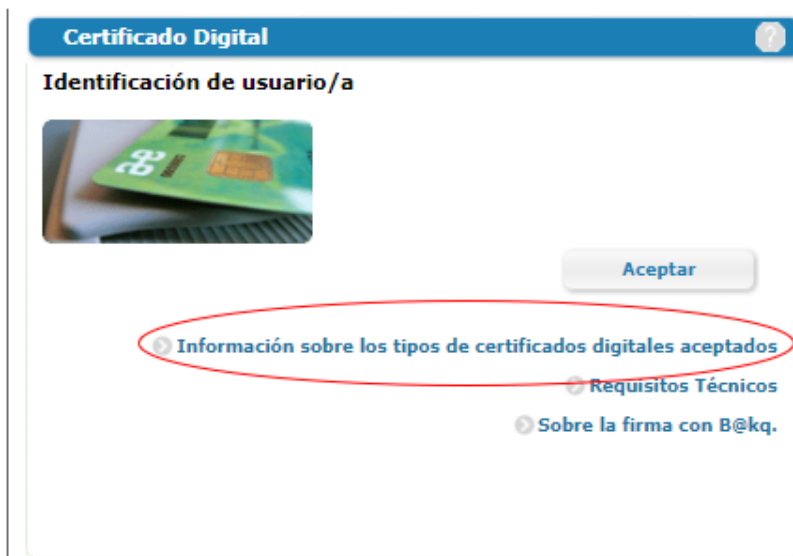 Certificado Digital
?
Identificación de usuario/a
Aceptar
Información sobre los tipos de certificados digitales aceptados
Requisitos Técnicos
Sobre la firma con B@kq.